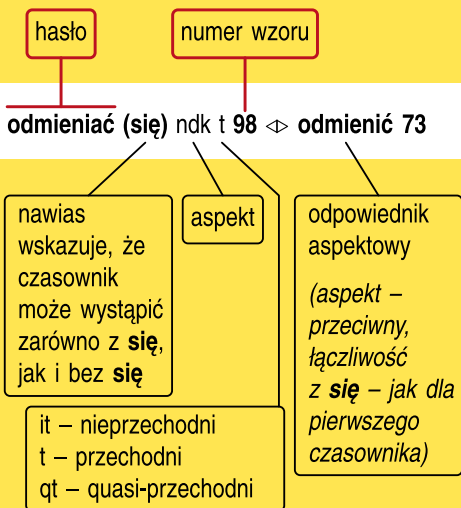 hasło
numer wzoru
odmieniać (się) ndk t 98 <> odmienić 73
nawias
wskazuje, że
czasownik
może wystąpić
zarówno z się,
jak i bez się
aspekt
odpowiednik
aspektowy
(aspekt –
przeciwny,
łączliwość
z się – jak dla
pierwszego
czasownika)
it – nieprzechodni
t – przechodni
qt – quasi-przechodni